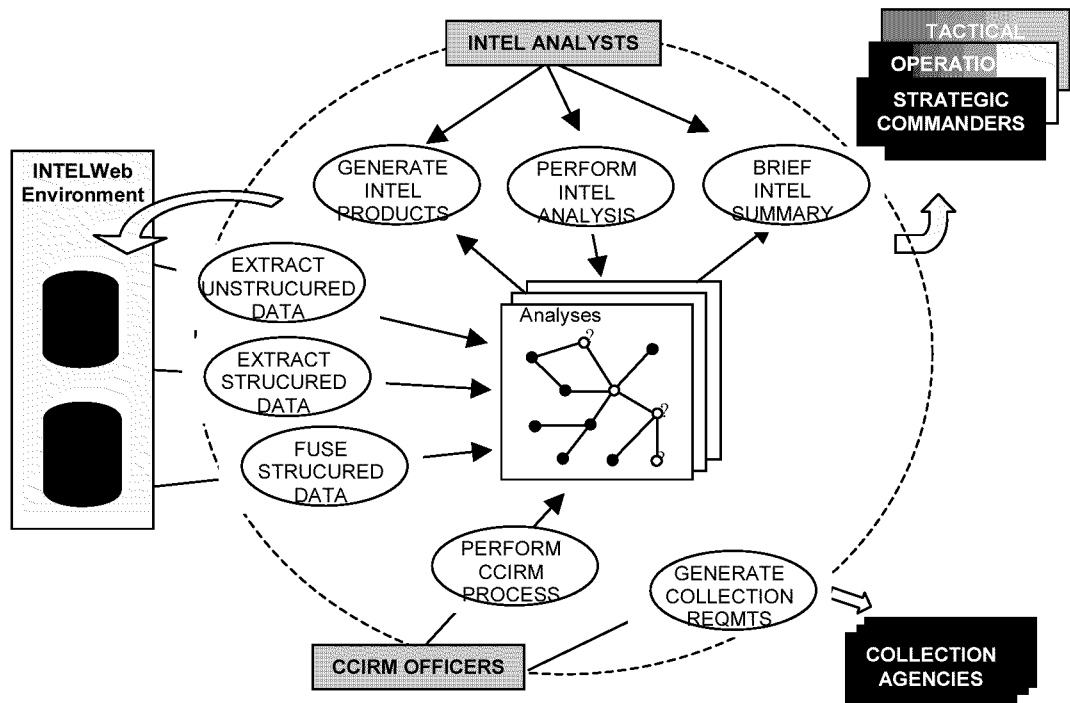 INTEL ANALYSTS
TACTICAL
OPERATIO
STRATEGIC
COMMANDERS
INTELWeb
Environment
GENERATE
INTEL
PRODUCTS
PERFORM
INTEL
ANALYSIS
BRIEF
INTEL
SUMMARY
EXTRACT
UNSTRUCURED
DATA
EXTRACT
STRUCURED
DATA
FUSE
STRUCURED
DATA
Analyses
?
?
?
PERFORM
CCIRM
PROCESS
GENERATE
COLLECTION
REQMTS
CCIRM OFFICERS
COLLECTION
AGENCIES